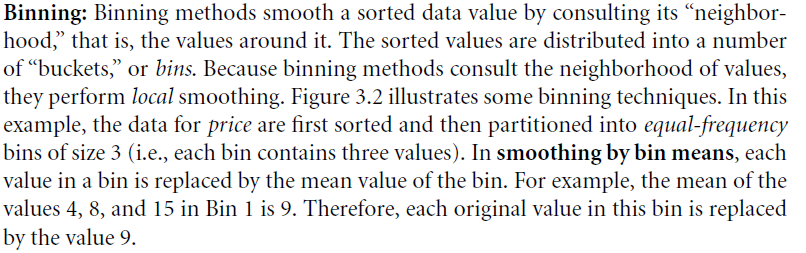 Binning: Binning methods smooth a sorted data value by consulting its “neighbor-
hood,” that is, the values around it. The sorted values are distributed into a number
of “buckets,” or bins. Because binning methods consult the neighborhood of values,
they perform local smoothing. Figure 3.2 illustrates some binning techniques. In this
example, the data for price are first sorted and then partitioned into equal-frequency
bins of size 3 (i.e., each bin contains three values). In smoothing by bin means, each
value in a bin is replaced by the mean value of the bin. For example, the mean of the
values 4, 8, and 15 in Bin 1 is 9. Therefore, each original value in this bin is replaced
by the value 9.